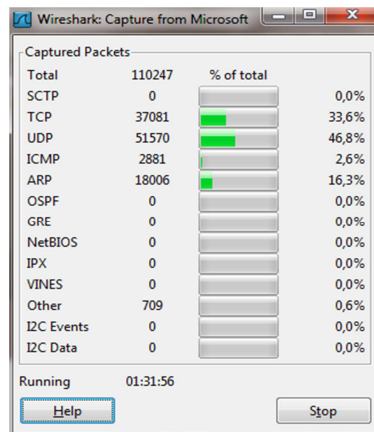 Wireshark: Capture from Microsoft
Captured Packets
Total 110247 % of total
SCTP 0 0,0%
TCP 37081 33,6%
UDP 51570 46,8%
ICMP 2881 2,6%
ARP 18006 16,3%
OSPF 0 0,0%
GRE 0 0,0%
NetBIOS 0 0,0%
IPX 0 0,0%
VINES 0 0,0%
Other 709 0,6%
I2C Events 0 0,0%
I2C Data 0 0,0%
Running 01:31:56
Help Stop